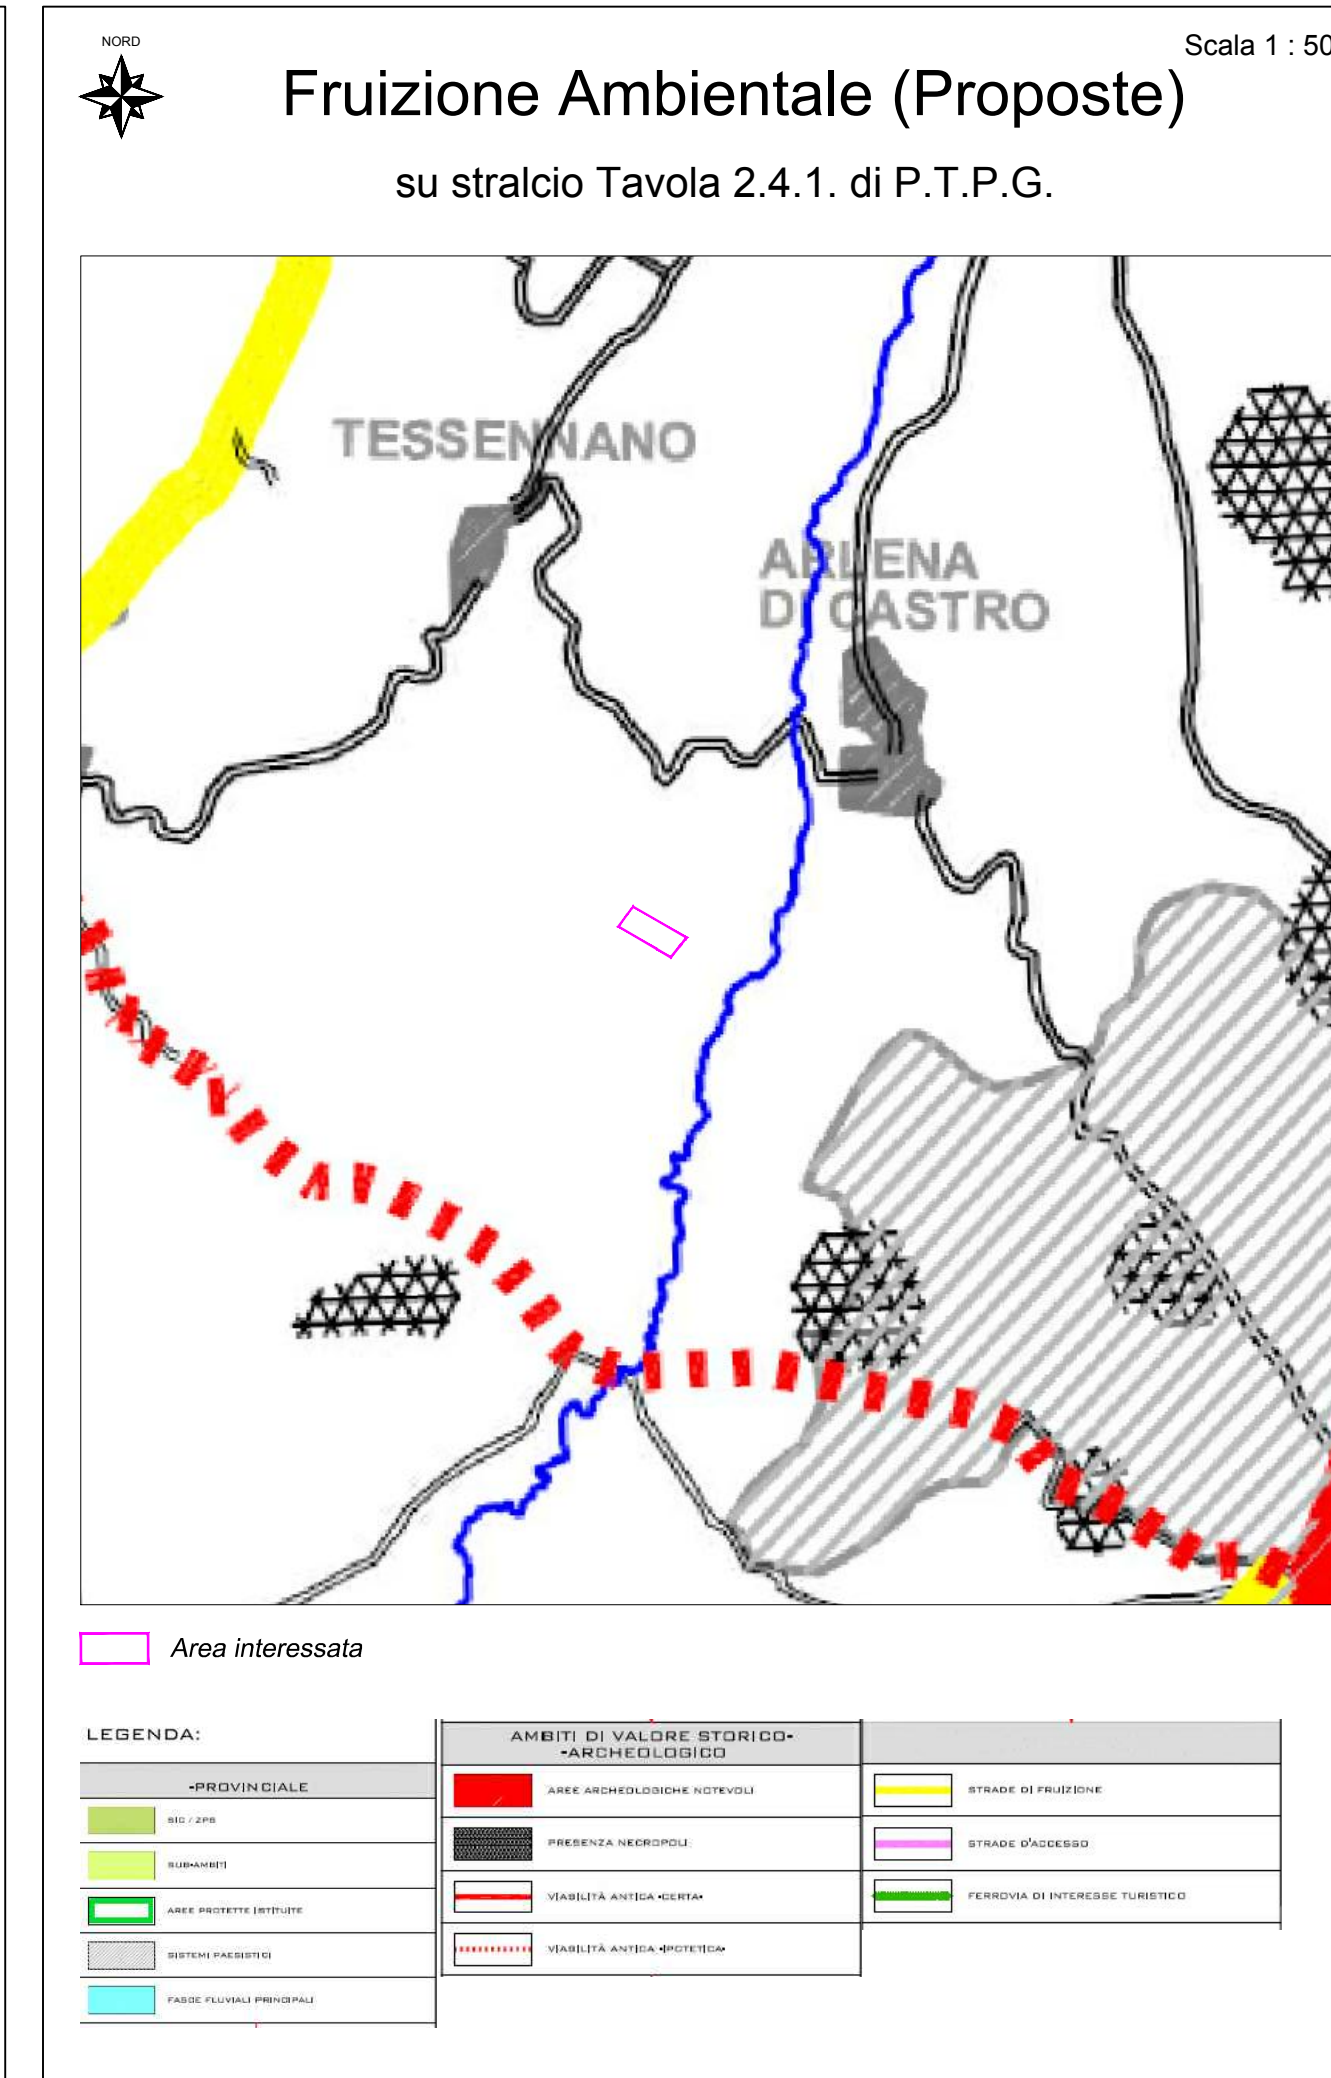 NORD
Scala 1 : 50
Fruizione Ambientale (Proposte)
su stralcio Tavola 2.4.1. di P.T.P.G.
TESSENNANO
ARLENA
DI CASTRO
Area interessata
LEGENDA:
-PROVINCIALE
SIC / ZPS
SUB-AMBITI
AREE PROTETTE ISTITUITE
SISTEMI PAESISTICI
FASCE FLUVIALI PRINCIPALI
AMBITI DI VALORE STORICO-
-ARCHEOLOGICO
AREE ARCHEOLOGICHE NOTEVOLI
PRESENZA NECROPOLI
VIABILITÀ ANTICA •CERTA•
VIABILITÀ ANTICA •IPOTETICA•
STRADE DI FRUIZIONE
STRADE D'ACCESSO
FERROVIA DI INTERESSE TURISTICO